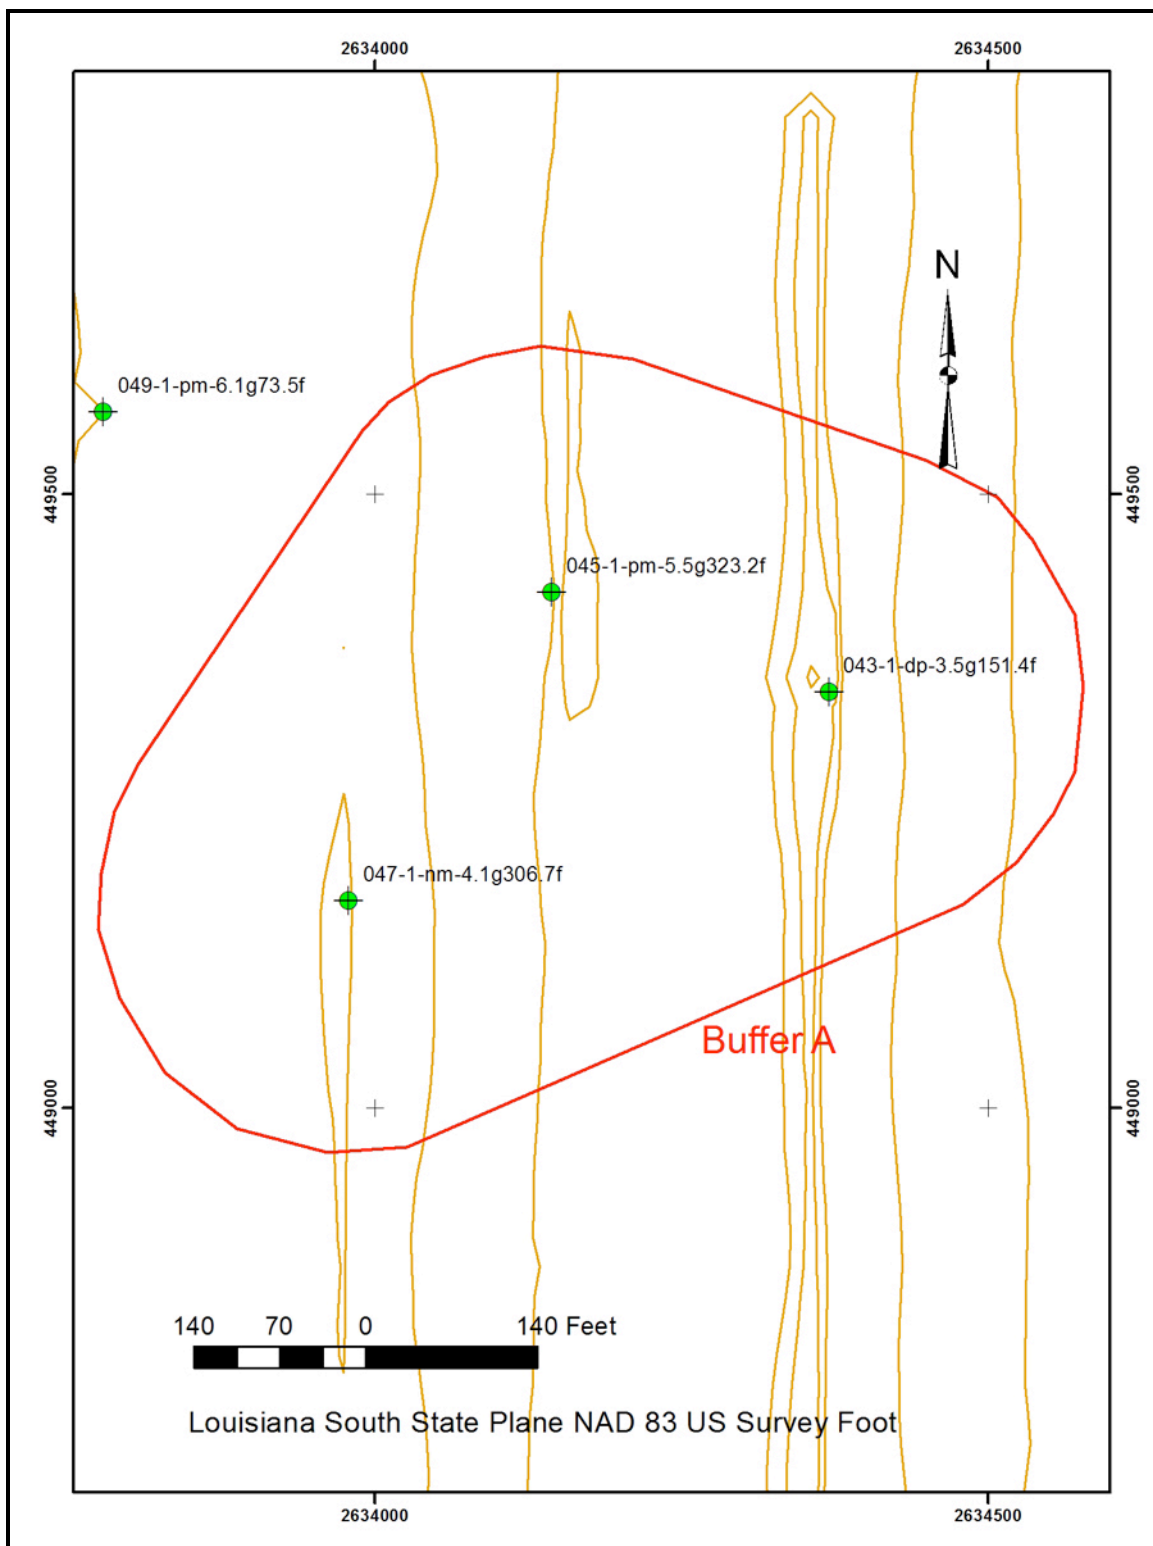 2634000 2634500
N
049-1-pm-6.1g73.5f
449500 449500
045-1-pm-5.5g323.2f
043-1-dp-3.5g151.4f
047-1-nm-4.1g306.7f
Buffer A
449000 449000
140 70 0 140 Feet
Louisiana South State Plane NAD 83 US Survey Foot
2634000 2634500